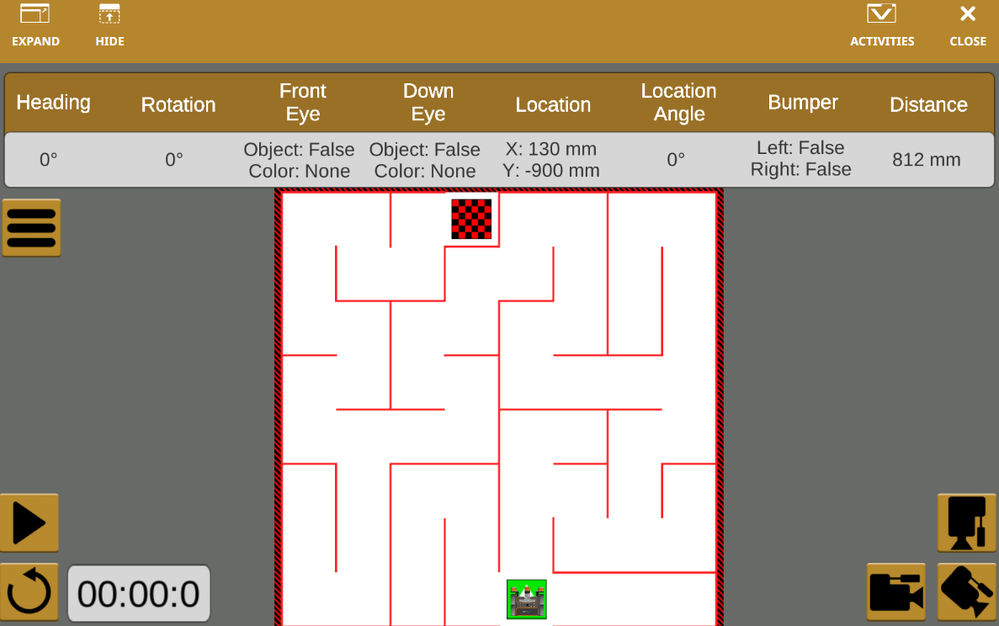 EXPAND
HIDE
ACTIVITIES
CLOSE
Heading
Rotation
Front
Eye
Down
Eye
Location
Location
Angle
Bumper
Distance
0°
0°
Object: False
Color: None
Object: False
Color: None
X: 130 mm
Y: -900 mm
0°
Left: False
Right: False
812 mm
00:00:0